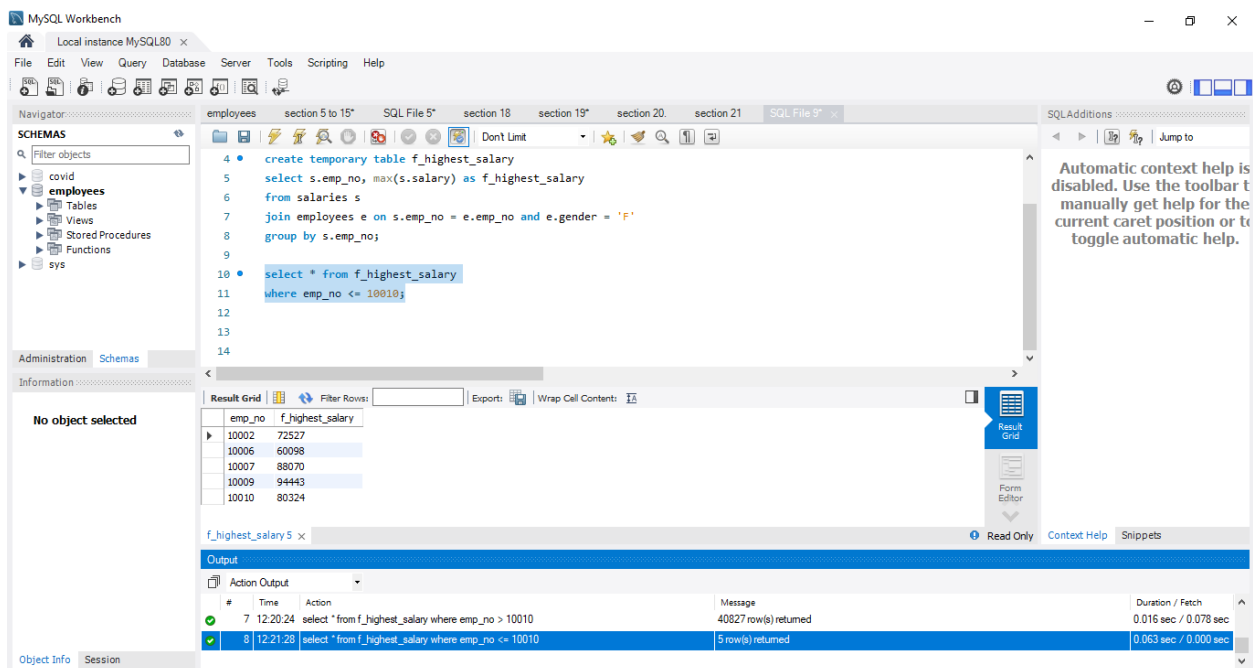 MySQL Workbench
Local instance MySQL80 ×
File Edit View Query Database Server Tools Scripting Help
Navigator
SCHEMAS
Filter objects
covid
employees
Tables
Views
Stored Procedures
Functions
sys
Administration Schemas
Information
No object selected
Object Info Session
employees section 5 to 15* SQL File 5* section 18 section 19* section 20. section 21 SQL File 9* ×
Don't Limit
4 create temporary table f_highest_salary
5 select s.emp_no, max(s.salary) as f_highest_salary
6 from salaries s
7 join employees e on s.emp_no = e.emp_no and e.gender = 'F'
8 group by s.emp_no;
9
10 select * from f_highest_salary
11 where emp_no <= 10010;
12
13
14
Result Grid Filter Rows: Export: Wrap Cell Content:
emp_no f_highest_salary
10002 72527
10006 60098
10007 88070
10009 94443
10010 80324
Result
Grid
Form
Editor
f_highest_salary 5 × Read Only
SQLAdditions
Jump to
Automatic context help is
disabled. Use the toolbar t
manually get help for the
current caret position or to
toggle automatic help.
Context Help Snippets
Output
Action Output
# Time Action Message Duration / Fetch
7 12:20:24 select * from f_highest_salary where emp_no > 10010 40827 row(s) returned 0.016 sec / 0.078 sec
8 12:21:28 select * from f_highest_salary where emp_no <= 10010 5 row(s) returned 0.063 sec / 0.000 sec